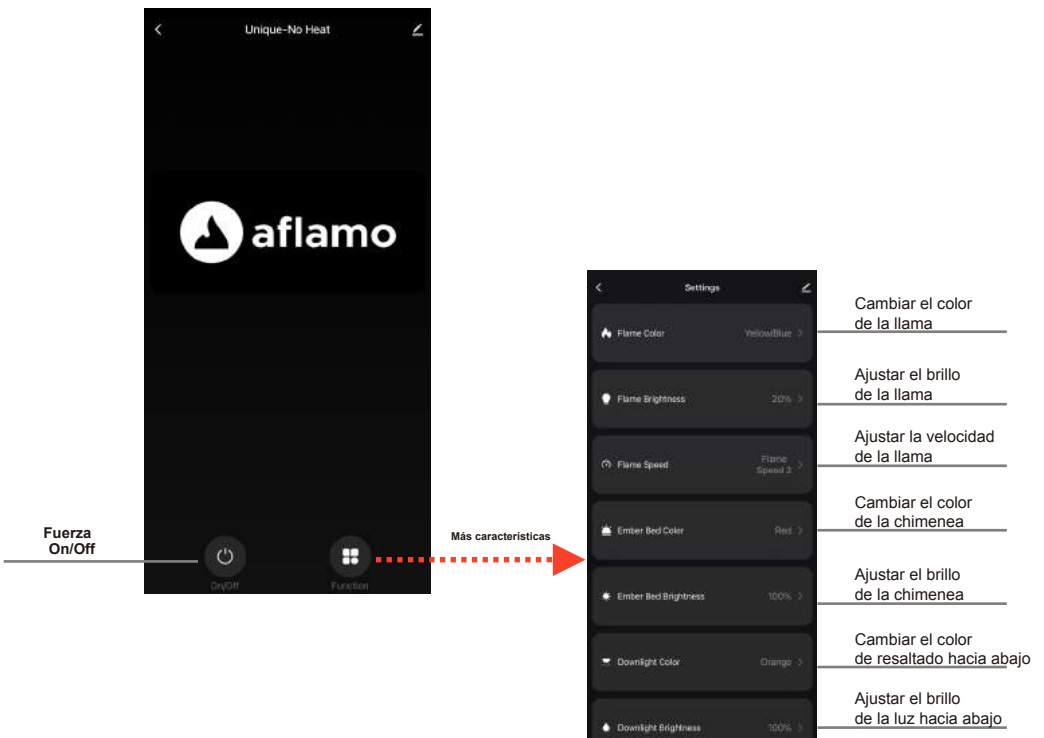 Unique-No Heat
aflamo
Fuerza
On/Off
On/Off
Function
Más características
Settings
Flame Color
Yellow/Blue
Cambiar el color
de la llama
Flame Brightness
20%
Ajustar el brillo
de la llama
Flame Speed
Flame
Speed 3
Ajustar la velocidad
de la llama
Ember Bed Color
Red
Cambiar el color
de la chimenea
Ember Bed Brightness
100%
Ajustar el brillo
de la chimenea
Downlight Color
Orange
Cambiar el color
de resaltado hacia abajo
Downlight Brightness
100%
Ajustar el brillo
de la luz hacia abajo